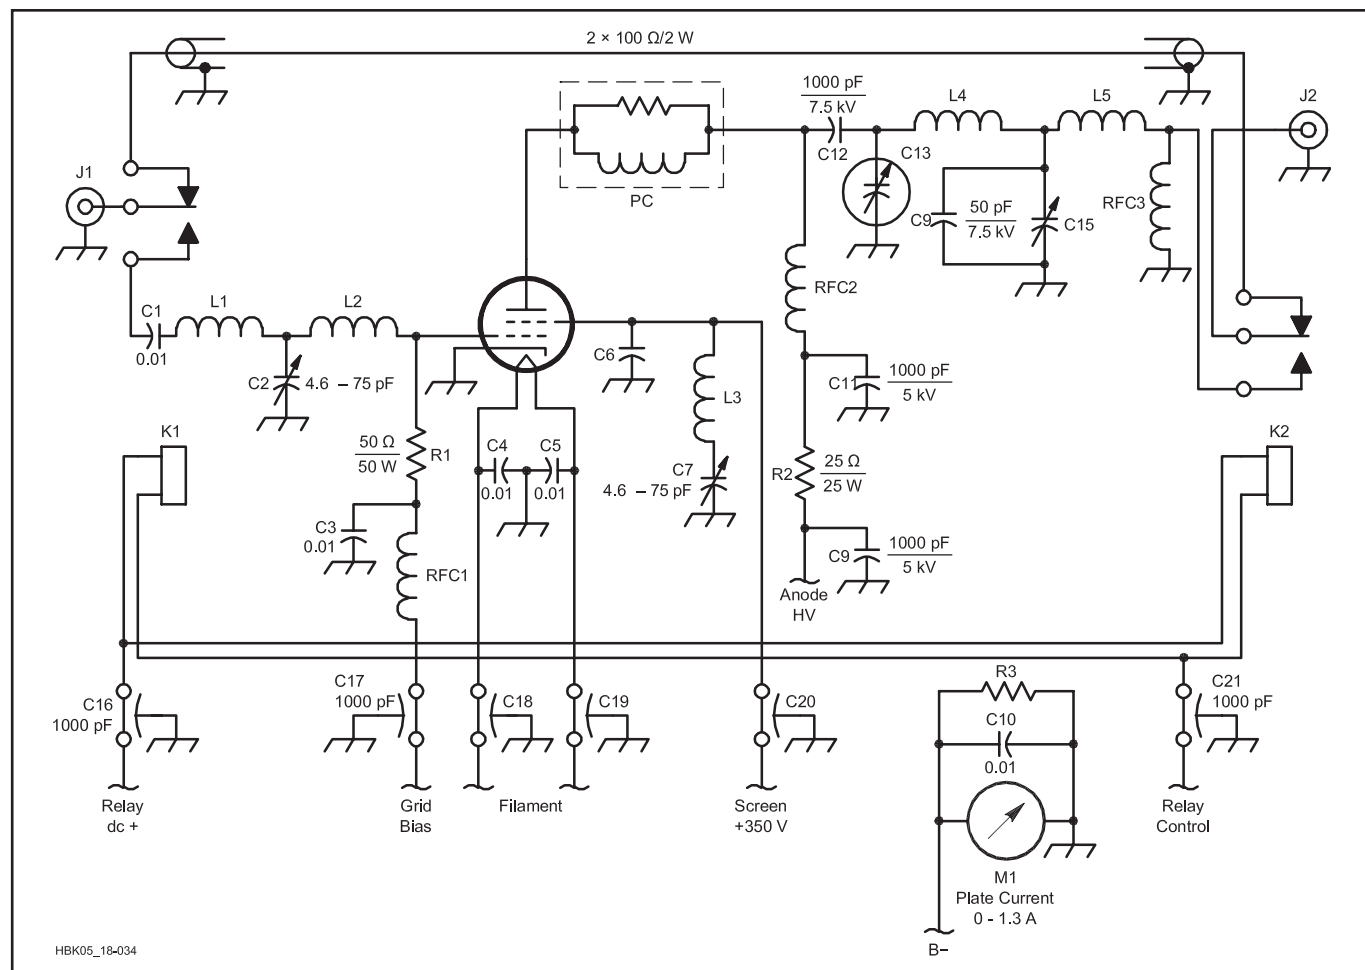 2 × 100 Ω/2 W
1000 pF
7.5 kV
C12
L4
L5
J2
J1
PC
C13
C9
50 pF
7.5 kV
C15
RFC3
C1
0.01
L1
L2
RFC2
C2
4.6 – 75 pF
C6
L3
C11
1000 pF
5 kV
K1
50 Ω
50 W
R1
C4
0.01
C5
0.01
C7
4.6 – 75 pF
R2
25 Ω
25 W
K2
C3
0.01
RFC1
C9
1000 pF
5 kV
Anode
HV
C16
1000 pF
C17
1000 pF
C18
C19
C20
R3
C10
0.01
C21
1000 pF
Relay
dc +
Grid
Bias
Filament
Screen
+350 V
Relay
Control
M1
Plate Current
0 - 1.3 A
B–
HBK05_18-034